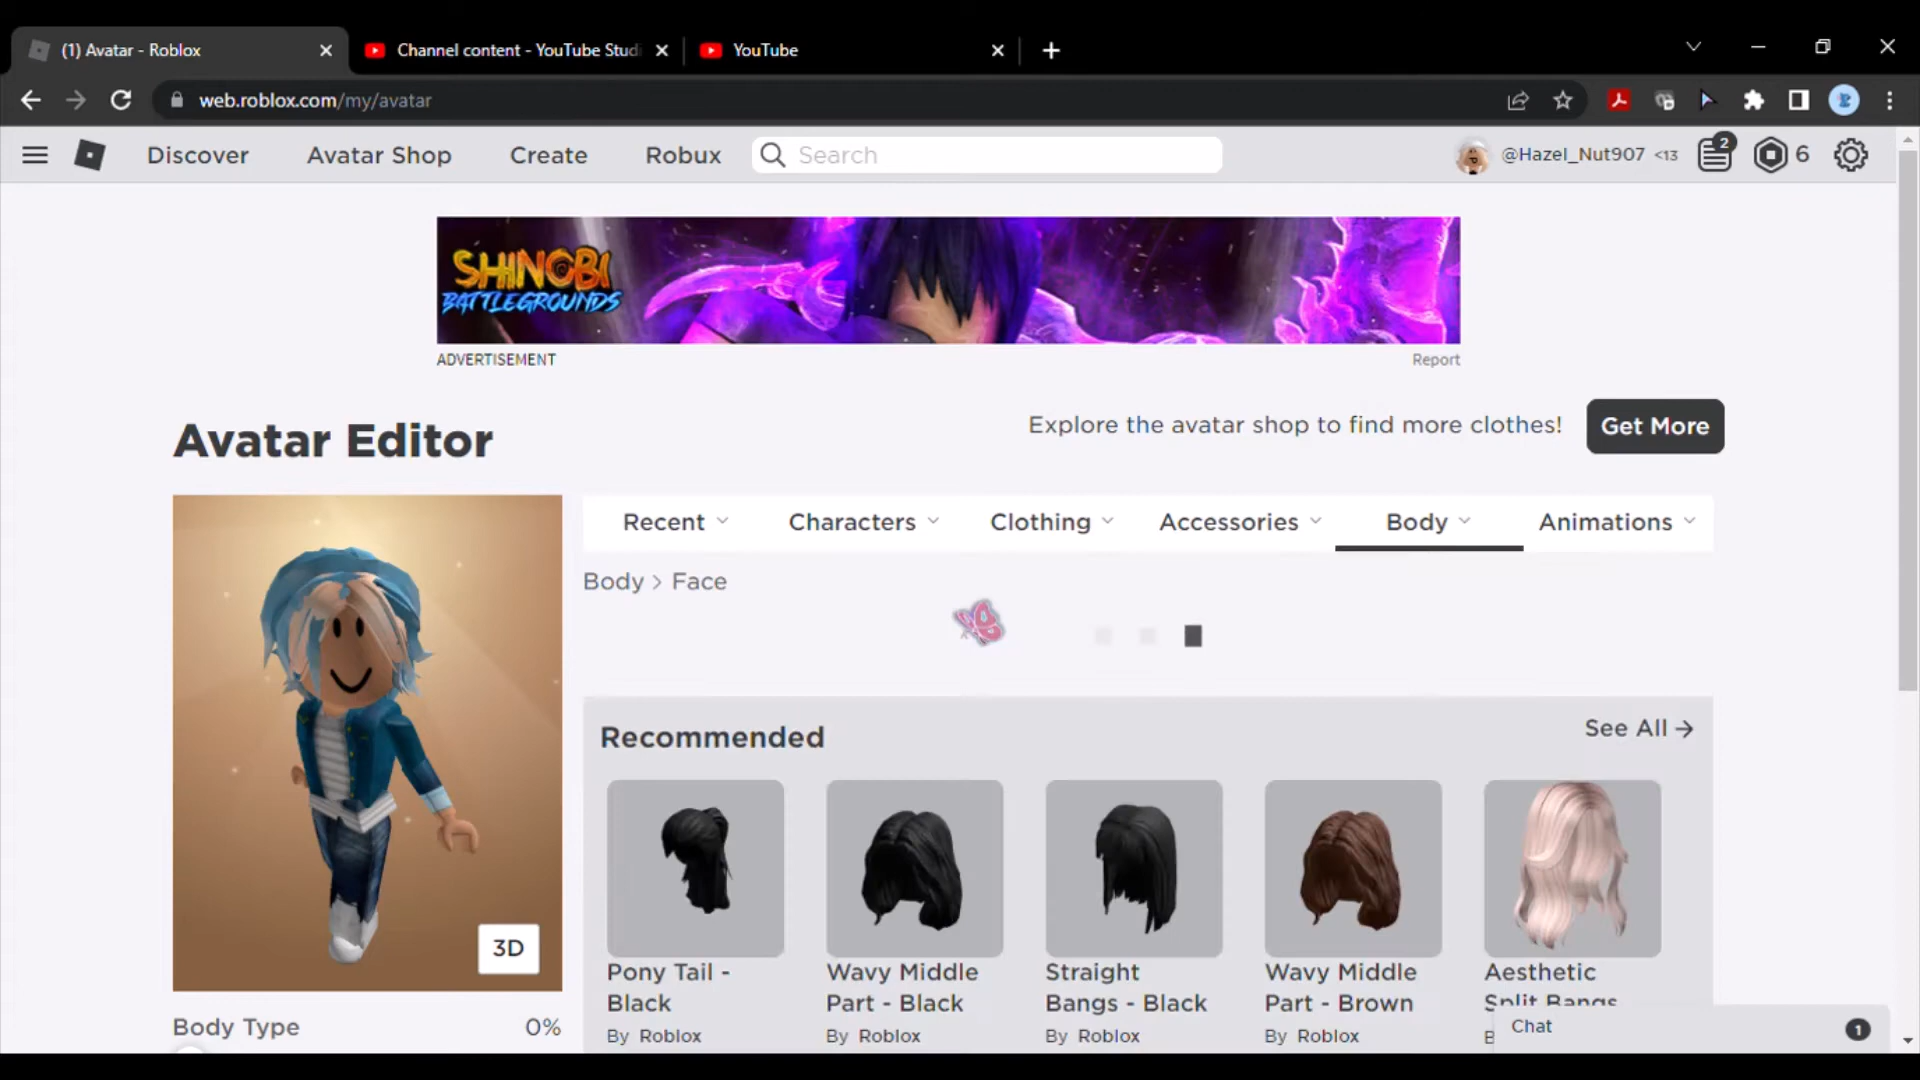 (1) Avatar - Roblox
Channel content - YouTube Studi
YouTube
web.roblox.com/my/avatar
Discover
Avatar Shop
Create
Robux
Search
@Hazel_Nut907 <13
2
6
SHINOBI
BATTLEGROUNDS
ADVERTISEMENT
Report
Avatar Editor
Explore the avatar shop to find more clothes!
Get More
Recent
Characters
Clothing
Accessories
Body
Animations
Body > Face
Recommended
See All
3D
Body Type
0%
Pony Tail -
Black
By Roblox
Wavy Middle
Part - Black
By Roblox
Straight
Bangs - Black
By Roblox
Wavy Middle
Part - Brown
By Roblox
Aesthetic
Split Bangs
Chat
1